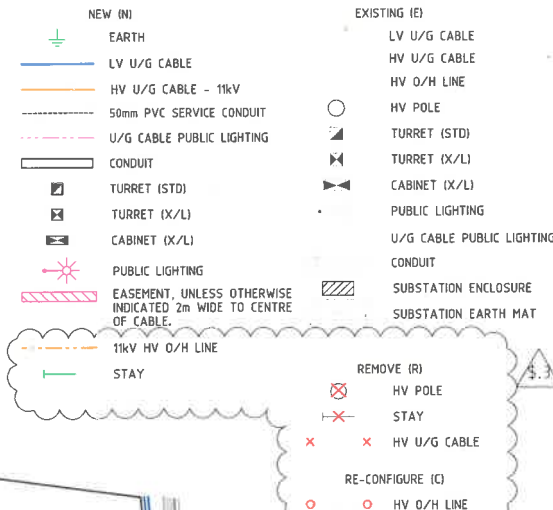 NEW (N)
EARTH
LV U/G CABLE
HV U/G CABLE - 11kV
50mm PVC SERVICE CONDUIT
U/G CABLE PUBLIC LIGHTING
CONDUIT
TURRET (STD)
TURRET (X/L)
CABINET (X/L)
PUBLIC LIGHTING
EASEMENT, UNLESS OTHERWISE
INDICATED 2m WIDE TO CENTRE
OF CABLE.
11kV HV O/H LINE
STAY
EXISTING (E)
LV U/G CABLE
HV U/G CABLE
HV O/H LINE
HV POLE
TURRET (STD)
TURRET (X/L)
CABINET (X/L)
PUBLIC LIGHTING
U/G CABLE PUBLIC LIGHTING
CONDUIT
SUBSTATION ENCLOSURE
SUBSTATION EARTH MAT
REMOVE (R)
HV POLE
STAY
HV U/G CABLE
RE-CONFIGURE (C)
HV O/H LINE